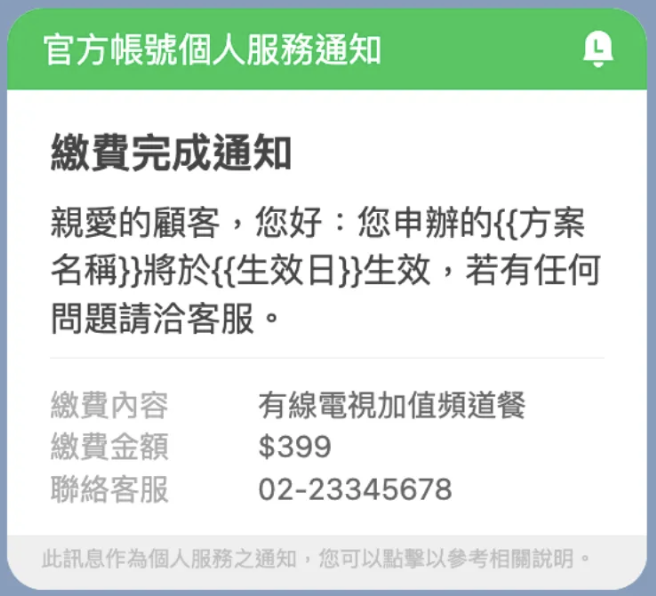 官方帳號個人服務通知
繳費完成通知
親愛的顧客，您好：您申辦的{{方案
名稱}}將於{{生效日}}生效，若有任何
問題請洽客服。
繳費內容 有線電視加值頻道餐
繳費金額 $399
聯絡客服 02-23345678
此訊息作為個人服務之通知，您可以點擊以參考相關說明。